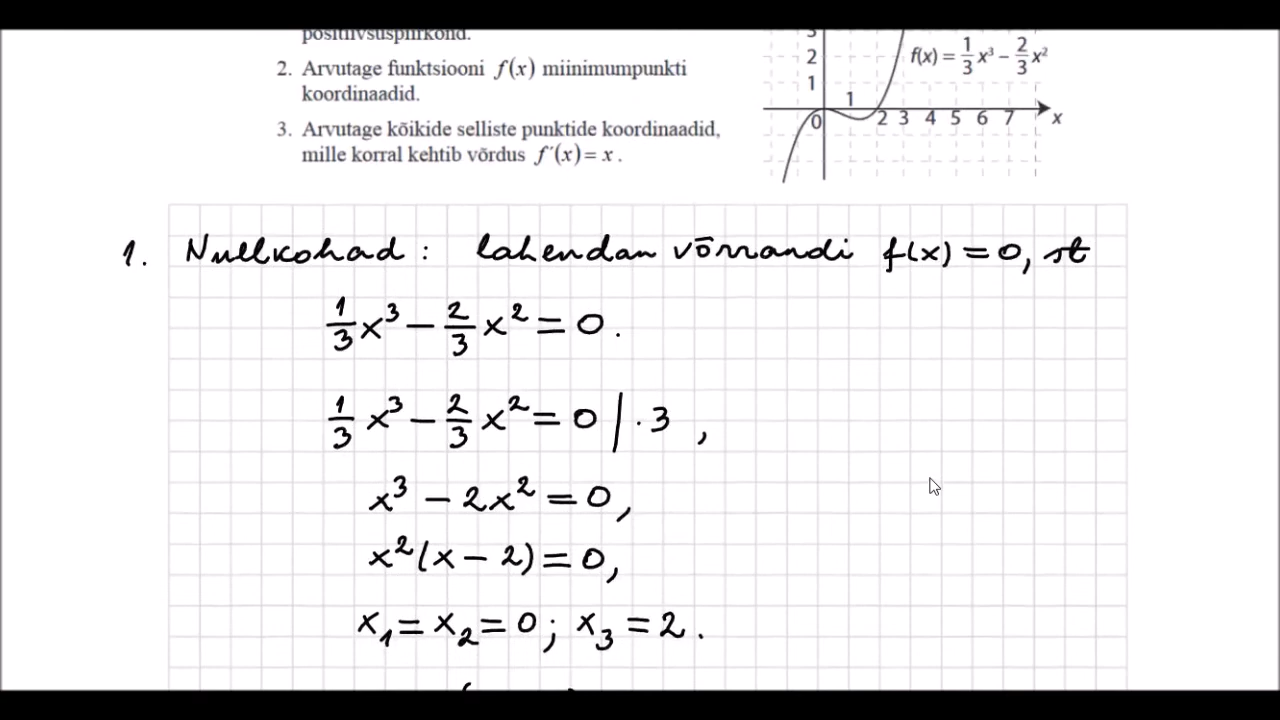 positiivsuspiirkond.
2. Arvutage funktsiooni f(x) miinimumpunkti
koordinaadid.
3. Arvutage kõikide selliste punktide koordinaadid,
mille korral kehtib võrdus f′(x) = x .
3
2
1
f(x) = 1/3 x³ − 2/3 x²
1
0 2 3 4 5 6 7 x
1. Nullkohad : lahendan võrrandi f(x) = 0, st
1/3 x³ − 2/3 x² = 0 .
1/3 x³ − 2/3 x² = 0 | · 3 ,
x³ − 2x² = 0 ,
x² (x − 2) = 0 ,
x₁ = x₂ = 0 ; x₃ = 2 .